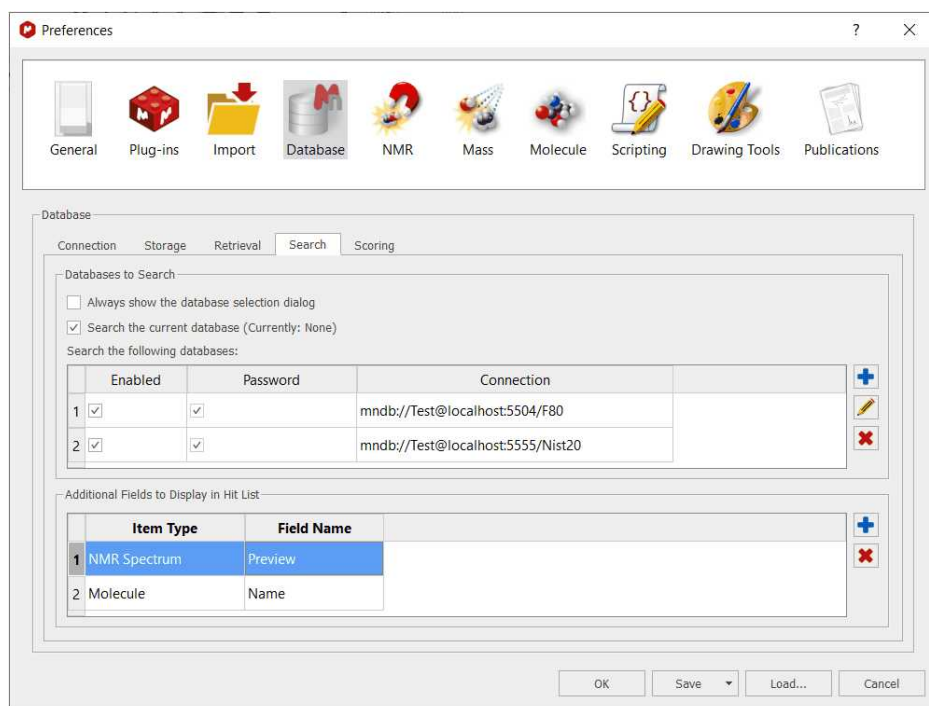 Preferences
?
General Plug-ins Import Database NMR Mass Molecule Scripting Drawing Tools Publications
Database
Connection Storage Retrieval Search Scoring
Databases to Search
Always show the database selection dialog
Search the current database (Currently: None)
Search the following databases:
Enabled Password Connection
1 mndb://Test@localhost:5504/F80
2 mndb://Test@localhost:5555/Nist20
Additional Fields to Display in Hit List
Item Type Field Name
1 NMR Spectrum Preview
2 Molecule Name
OK Save Load... Cancel